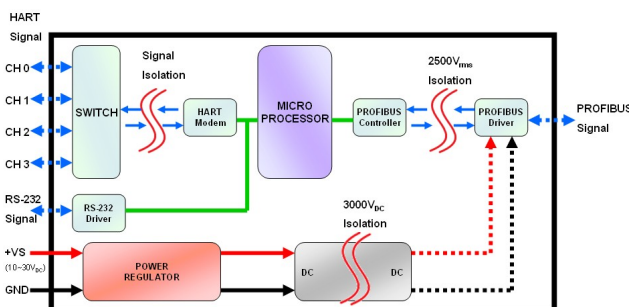 HART
Signal
CH 0
CH 1
CH 2
CH 3
SWITCH
Signal
Isolation
HART
Modem
MICRO
PROCESSOR
PROFIBUS
Controller
2500Vrms
Isolation
PROFIBUS
Driver
PROFIBUS
Signal
RS-232
Signal
RS-232
Driver
3000VDC
Isolation
+VS
(10~30VDC)
GND
POWER
REGULATOR
DC
DC